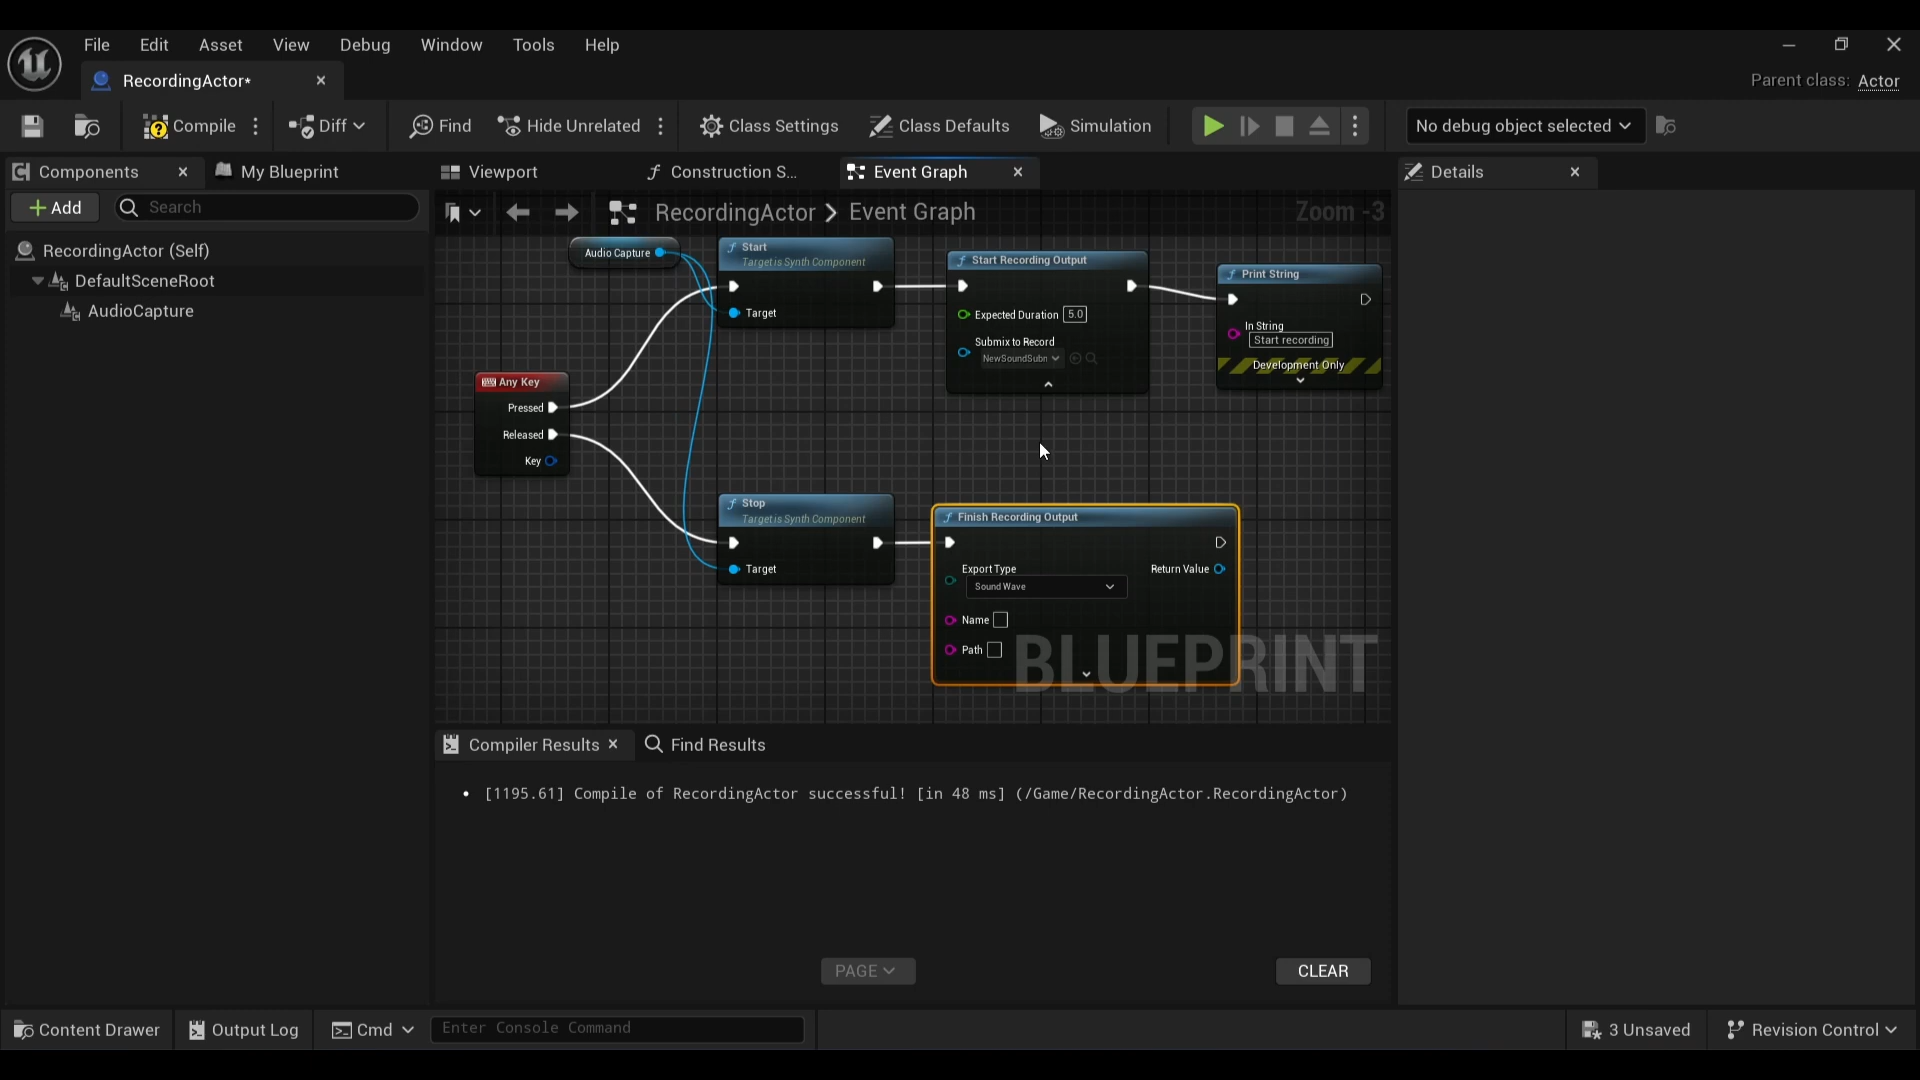 File Edit Asset View Debug Window Tools Help
RecordingActor*
Parent class: Actor
Compile Diff Find Hide Unrelated Class Settings Class Defaults Simulation No debug object selected
Components My Blueprint Viewport Construction S... Event Graph Details
Add Search
RecordingActor > Event Graph
Zoom -3
RecordingActor (Self)
DefaultSceneRoot
AudioCapture
Audio Capture
Start
Target is Synth Component
Target
Start Recording Output
Expected Duration 5.0
Submix to Record
NewSoundSubn
Print String
In String
Start recording
Development Only
Any Key
Pressed
Released
Key
Stop
Target is Synth Component
Target
Finish Recording Output
Export Type
Return Value
Sound Wave
Name
Path
BLUEPRINT
Compiler Results Find Results
• [1195.61] Compile of RecordingActor successful! [in 48 ms] (/Game/RecordingActor.RecordingActor)
PAGE CLEAR
Content Drawer Output Log Cmd Enter Console Command 3 Unsaved Revision Control